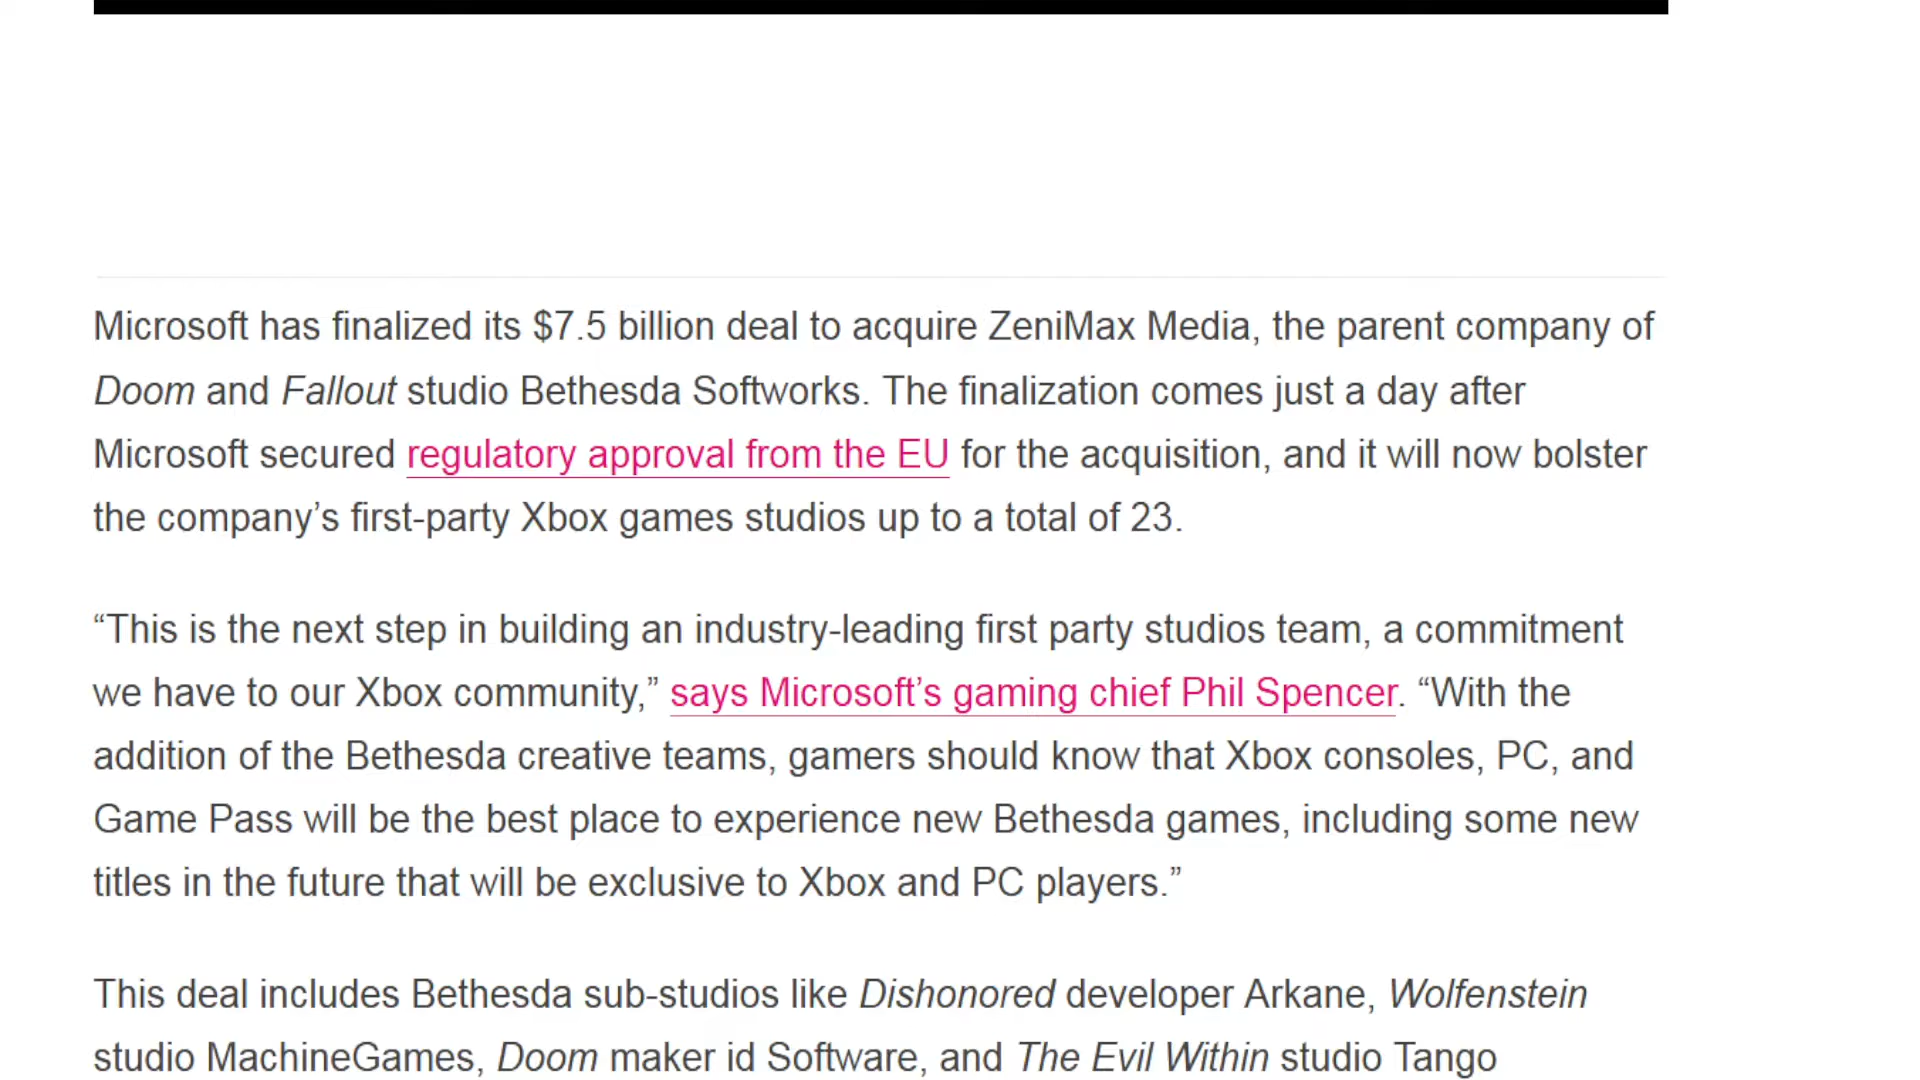 Microsoft has finalized its $7.5 billion deal to acquire ZeniMax Media, the parent company of
Doom and Fallout studio Bethesda Softworks. The finalization comes just a day after
Microsoft secured regulatory approval from the EU for the acquisition, and it will now bolster
the company’s first-party Xbox games studios up to a total of 23.
“This is the next step in building an industry-leading first party studios team, a commitment
we have to our Xbox community,” says Microsoft’s gaming chief Phil Spencer. “With the
addition of the Bethesda creative teams, gamers should know that Xbox consoles, PC, and
Game Pass will be the best place to experience new Bethesda games, including some new
titles in the future that will be exclusive to Xbox and PC players.”
This deal includes Bethesda sub-studios like Dishonored developer Arkane, Wolfenstein
studio MachineGames, Doom maker id Software, and The Evil Within studio Tango